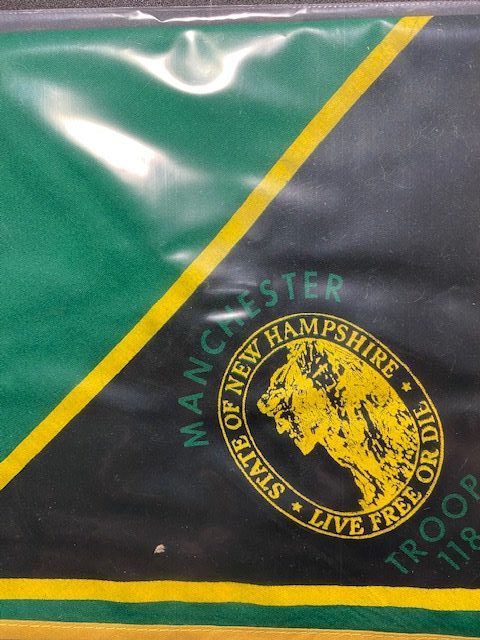 MANCHESTER
STATE OF NEW HAMPSHIRE
★ LIVE FREE OR DIE ★
TROOP
118